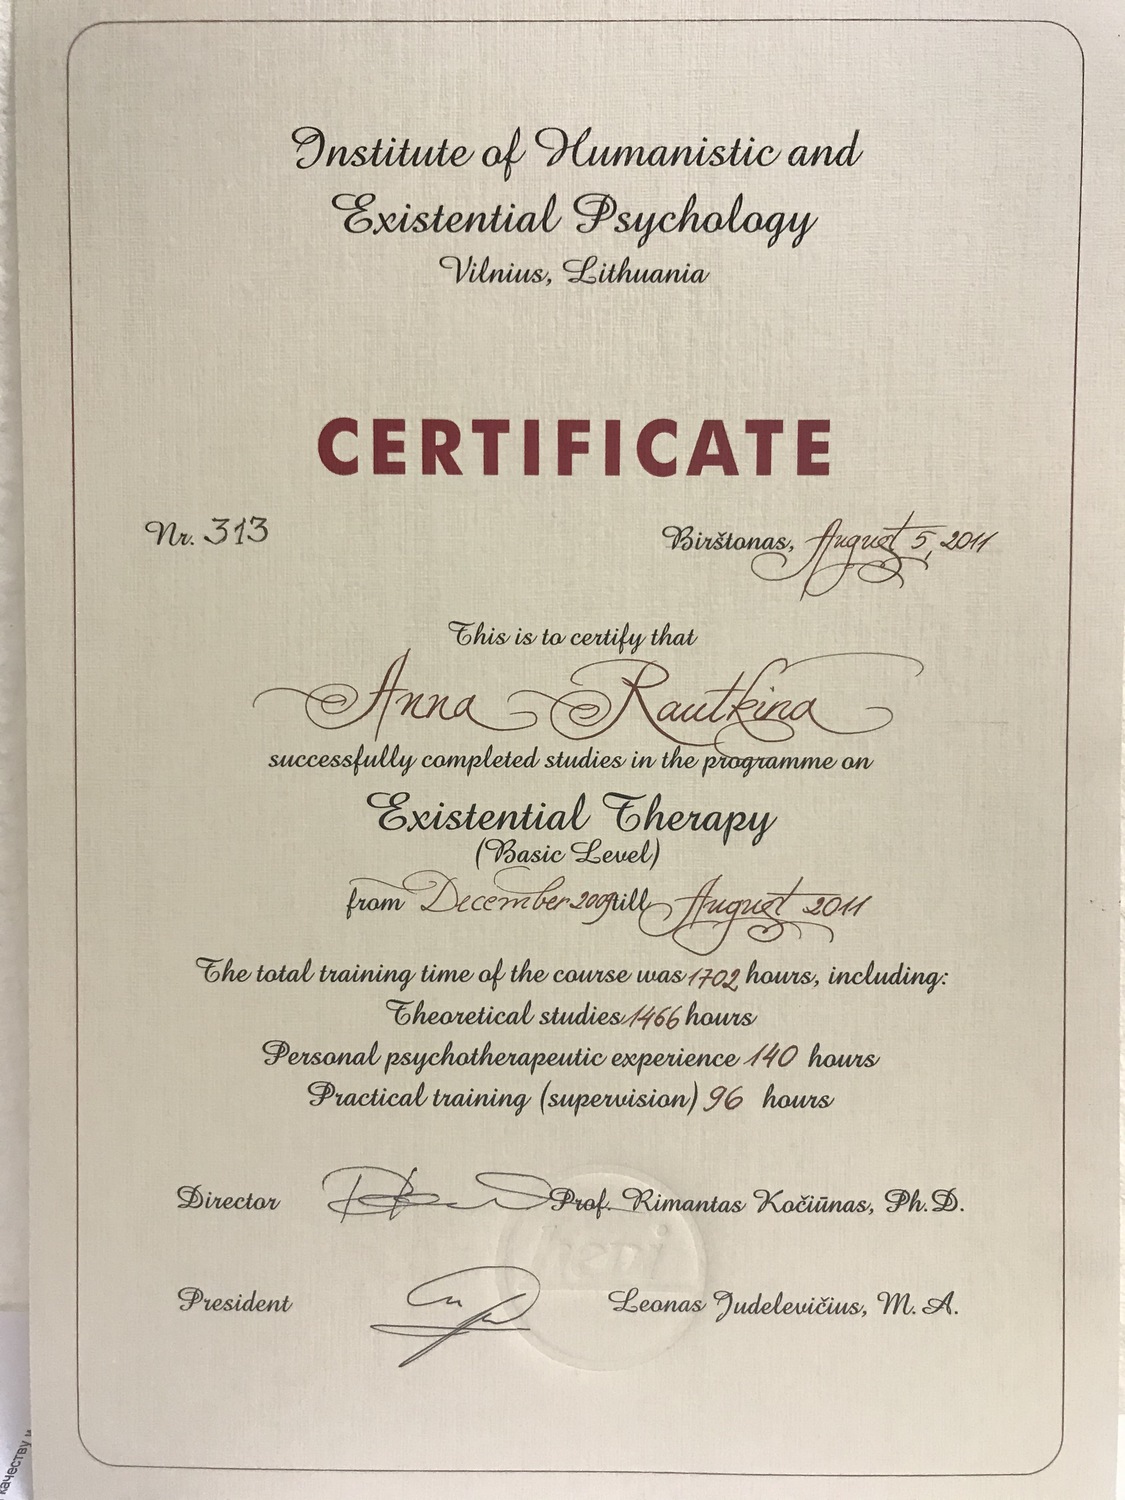 Institute of Humanistic and
Existential Psychology
Vilnius, Lithuania
CERTIFICATE
Nr. 313
Birštonas, August 5, 2011
This is to certify that
Anna Rautkina
successfully completed studies in the programme on
Existential Therapy
(Basic Level)
from December 2009 till August 2011
The total training time of the course was 1702 hours, including:
Theoretical studies 1466 hours
Personal psychotherapeutic experience 140 hours
Practical training (supervision) 96 hours
Director Prof. Rimantas Kočiūnas, Ph.D.
President Leonas Judelevičius, M.A.
качеству и